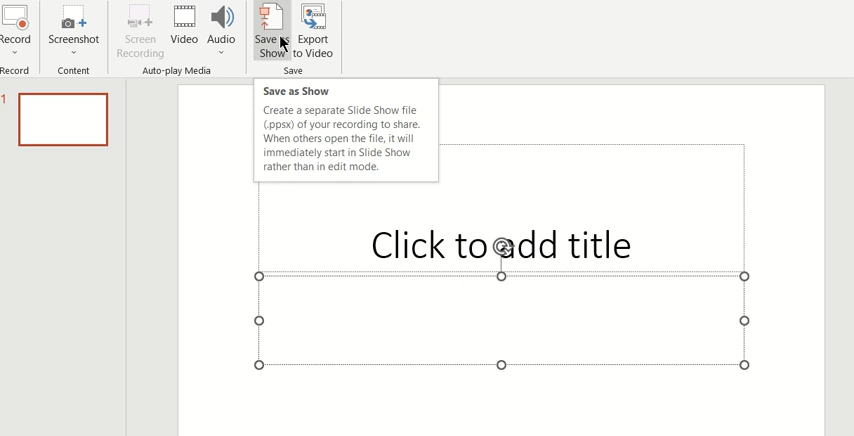 Record
Screenshot
Screen
Recording
Video
Audio
Save as
Show
Export
to Video
Record
Content
Auto-play Media
Save
1
Save as Show
Create a separate Slide Show file
(.ppsx) of your recording to share.
When others open the file, it will
immediately start in Slide Show
rather than in edit mode.
Click to add title